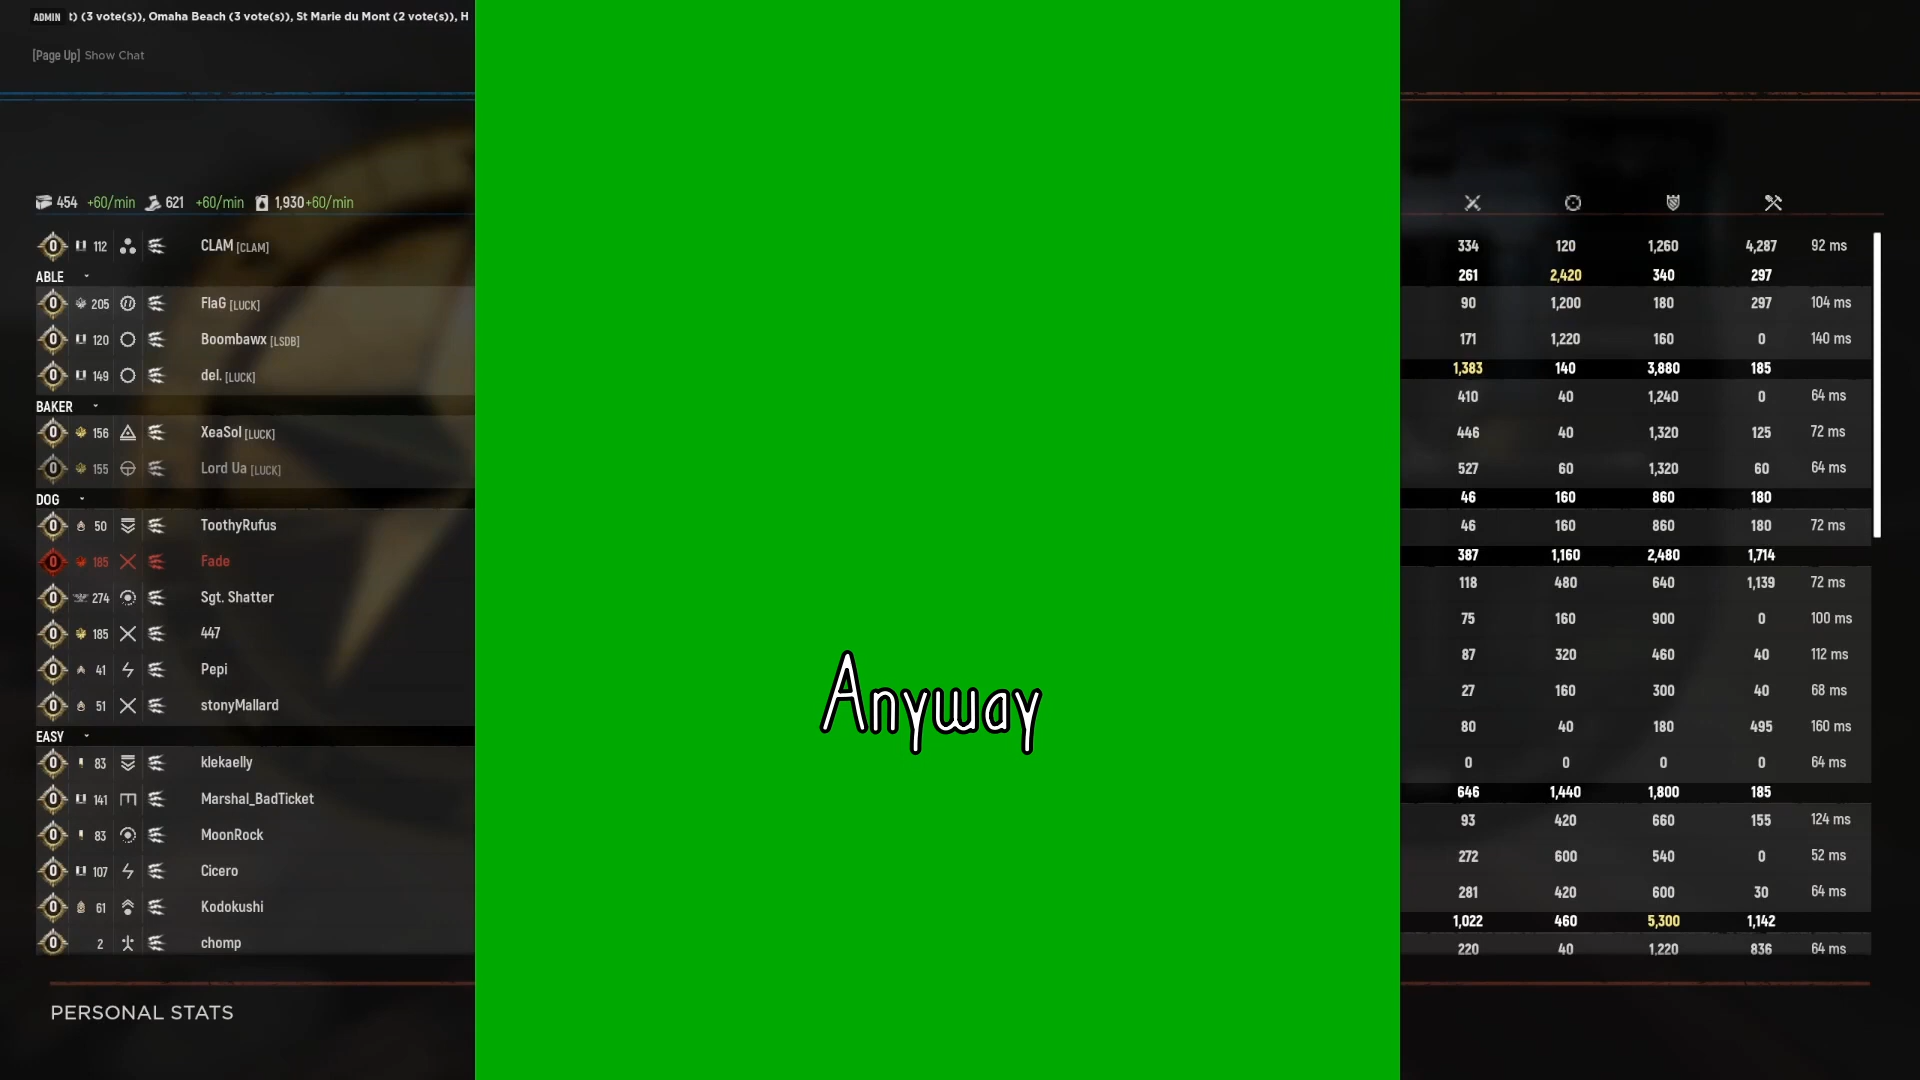 ADMIN t) (3 vote(s)), Omaha Beach (3 vote(s)), St Marie du Mont (2 vote(s)), H
[Page Up] Show Chat
454 +60/min 621 +60/min 1,930 +60/min
0 112 CLAM [CLAM] 334 120 1,260 4,287 92 ms
ABLE 261 2,420 340 297
0 205 FlaG [LUCK] 90 1,200 180 297 104 ms
0 120 Boombawx [LSDB] 171 1,220 160 0 140 ms
0 149 del. [LUCK] 1,383 140 3,880 185
BAKER 410 40 1,240 0 64 ms
0 156 XeaSol [LUCK] 446 40 1,320 125 72 ms
0 155 Lord Ua [LUCK] 527 60 1,320 60 64 ms
DOG 46 160 860 180
0 50 ToothyRufus 46 160 860 180 72 ms
0 185 Fade 387 1,160 2,480 1,714
0 274 Sgt. Shatter 118 480 640 1,139 72 ms
0 185 447 75 160 900 0 100 ms
0 41 Pepi 87 320 460 40 112 ms
0 51 stonyMallard 27 160 300 40 68 ms
Anyway
EASY 80 40 180 495 160 ms
0 83 klekaelly 0 0 0 0 64 ms
0 141 Marshal_BadTicket 646 1,440 1,800 185
0 83 MoonRock 93 420 660 155 124 ms
0 107 Cicero 272 600 540 0 52 ms
0 61 Kodokushi 281 420 600 30 64 ms
1,022 460 5,300 1,142
0 2 chomp 220 40 1,220 836 64 ms
PERSONAL STATS